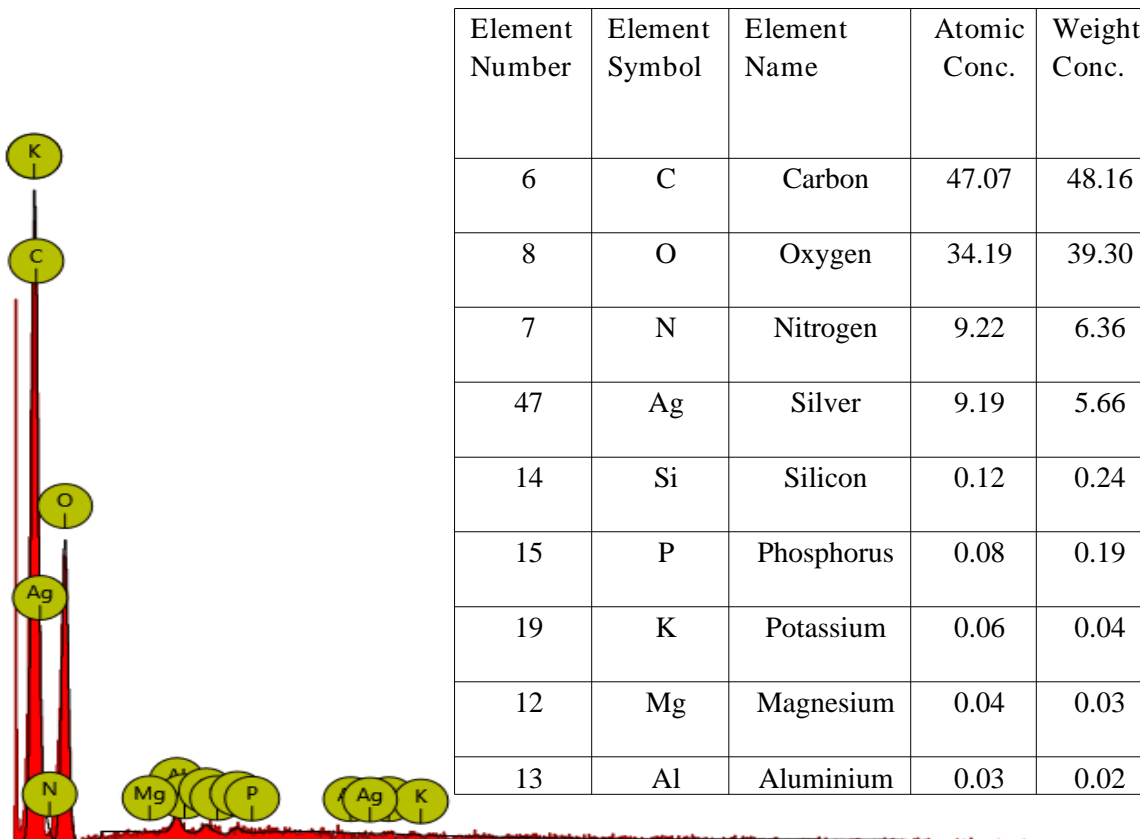 Element Number Element Symbol Element Name Atomic Conc. Weight Conc.
6 C Carbon 47.07 48.16
8 O Oxygen 34.19 39.30
7 N Nitrogen 9.22 6.36
47 Ag Silver 9.19 5.66
14 Si Silicon 0.12 0.24
15 P Phosphorus 0.08 0.19
19 K Potassium 0.06 0.04
12 Mg Magnesium 0.04 0.03
13 Al Aluminium 0.03 0.02
K
C
O
Ag
N
Mg
P
Ag
K